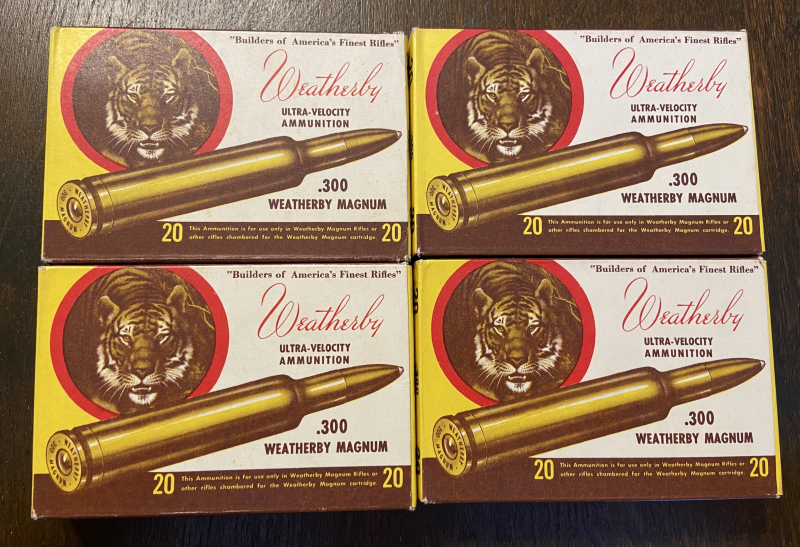 "Builders of America's Finest Rifles"
Weatherby
ULTRA-VELOCITY
AMMUNITION
.300
WEATHERBY MAGNUM
20 This Ammunition is for use only in Weatherby Magnum Rifles or 20
other rifles chambered for the Weatherby Magnum cartridge.
"Builders of America's Finest Rifles"
Weatherby
ULTRA-VELOCITY
AMMUNITION
.300
WEATHERBY MAGNUM
20 This Ammunition is for use only in Weatherby Magnum Rifles or 20
other rifles chambered for the Weatherby Magnum cartridge.
"Builders of America's Finest Rifles"
Weatherby
ULTRA-VELOCITY
AMMUNITION
.300
WEATHERBY MAGNUM
20 This Ammunition is for use only in Weatherby Magnum Rifles or 20
other rifles chambered for the Weatherby Magnum cartridge.
"Builders of America's Finest Rifles"
Weatherby
ULTRA-VELOCITY
AMMUNITION
.300
WEATHERBY MAGNUM
20 This Ammunition is for use only in Weatherby Magnum Rifles or 20
other rifles chambered for the Weatherby Magnum cartridge.